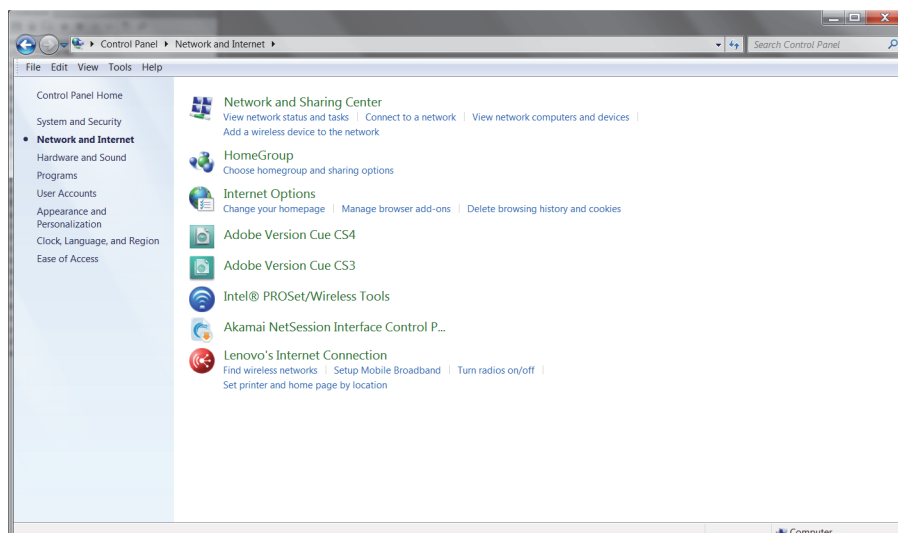 Control Panel Network and Internet
Search Control Panel
File Edit View Tools Help
Control Panel Home
System and Security
Network and Internet
Hardware and Sound
Programs
User Accounts
Appearance and
Personalization
Clock, Language, and Region
Ease of Access
Network and Sharing Center
View network status and tasks Connect to a network View network computers and devices
Add a wireless device to the network
HomeGroup
Choose homegroup and sharing options
Internet Options
Change your homepage Manage browser add-ons Delete browsing history and cookies
Adobe Version Cue CS4
Adobe Version Cue CS3
Intel® PROSet/Wireless Tools
Akamai NetSession Interface Control P...
Lenovo's Internet Connection
Find wireless networks Setup Mobile Broadband Turn radios on/off
Set printer and home page by location
Computer